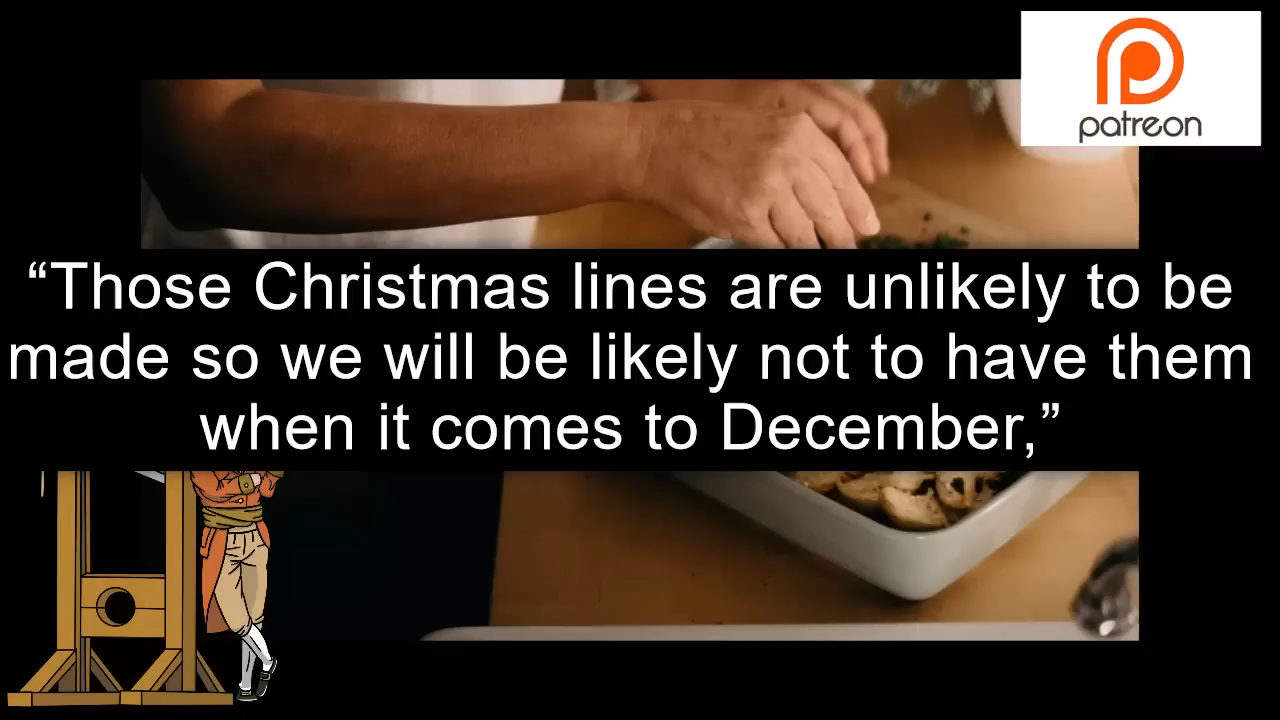 patreon
“Those Christmas lines are unlikely to be
made so we will be likely not to have them
when it comes to December,”